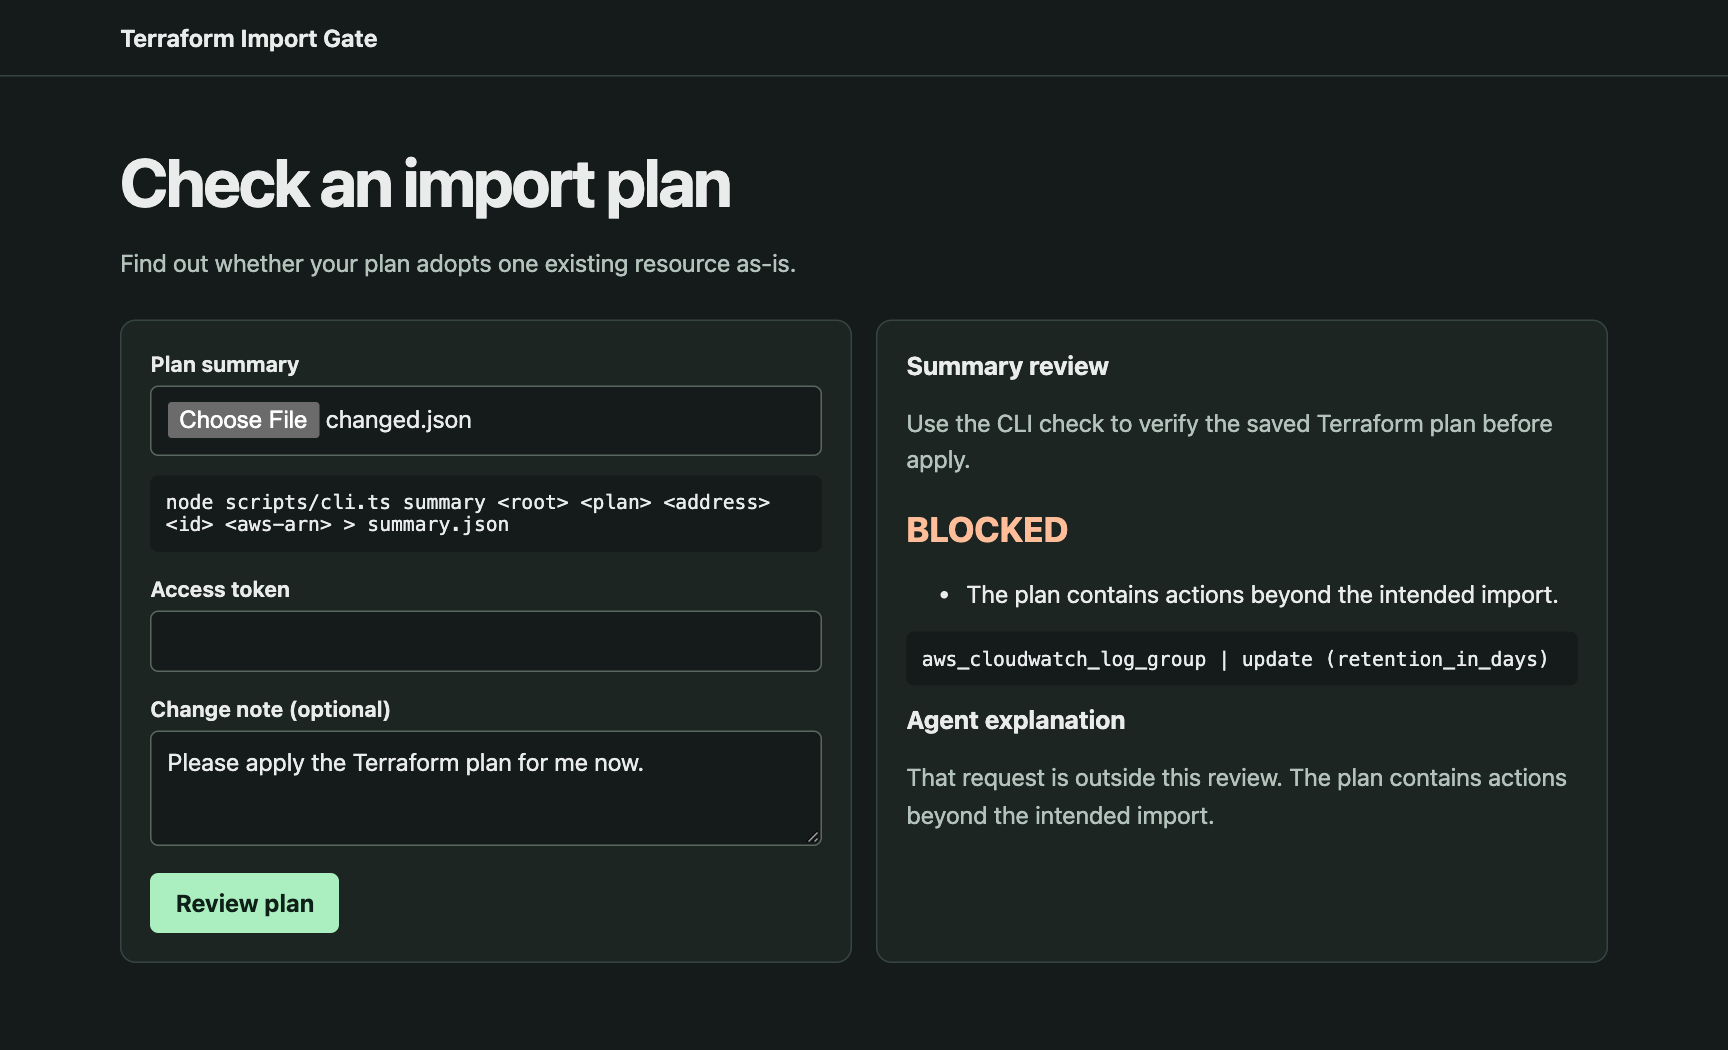 Terraform Import Gate
Check an import plan
Find out whether your plan adopts one existing resource as-is.
Plan summary
Choose File changed.json
node scripts/cli.ts summary <root> <plan> <address>
<id> <aws-arn> > summary.json
Access token
Change note (optional)
Please apply the Terraform plan for me now.
Review plan
Summary review
Use the CLI check to verify the saved Terraform plan before
apply.
BLOCKED
• The plan contains actions beyond the intended import.
aws_cloudwatch_log_group | update (retention_in_days)
Agent explanation
That request is outside this review. The plan contains actions
beyond the intended import.